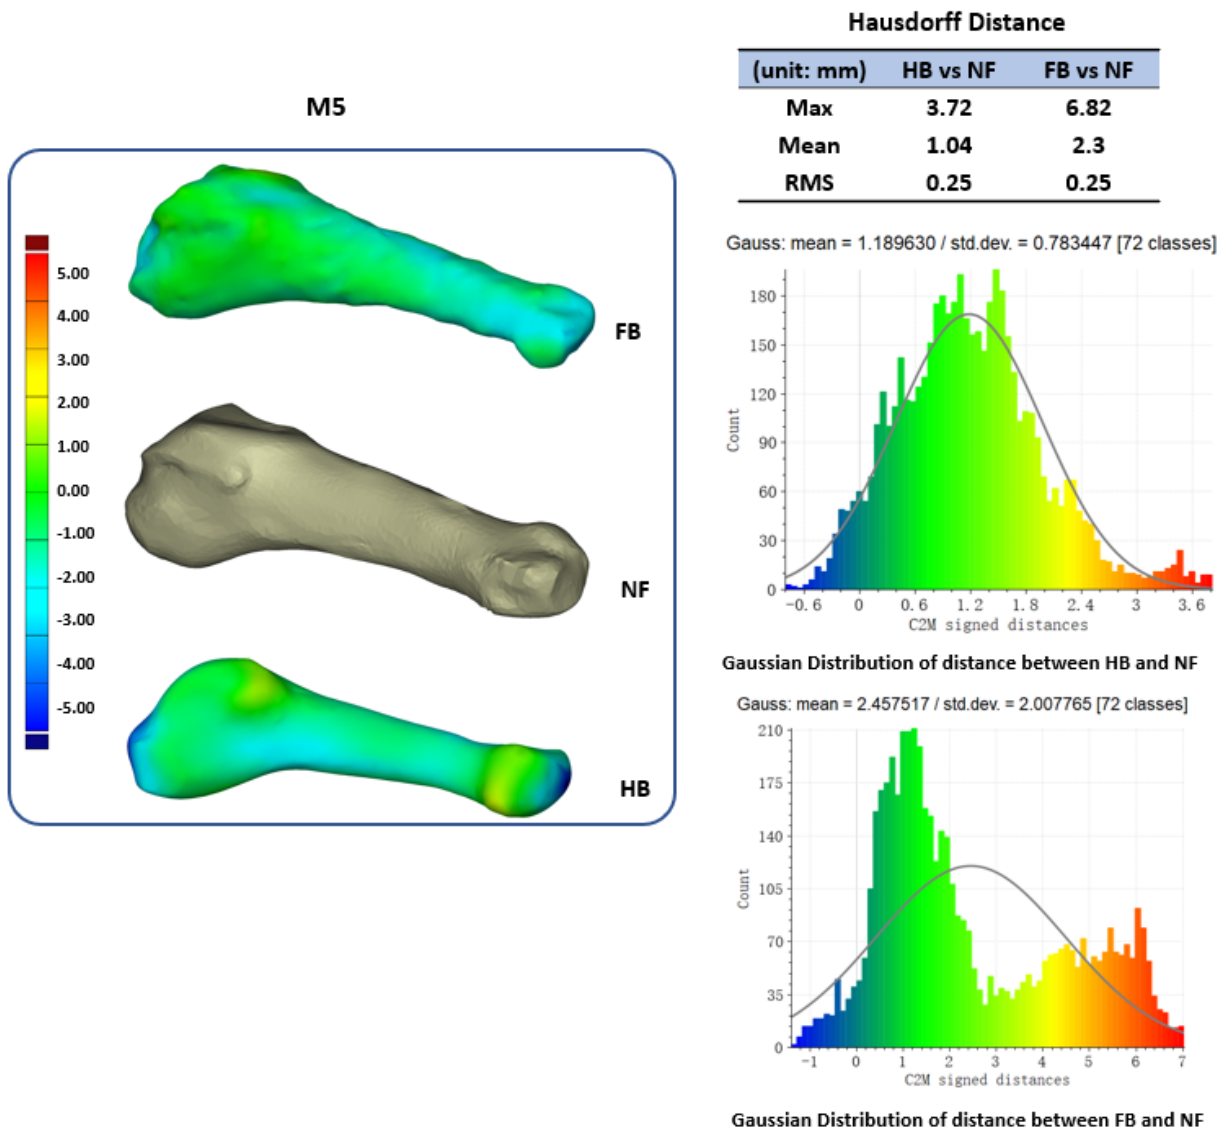 M5
5.00
4.00
3.00
2.00
1.00
0.00
-1.00
-2.00
-3.00
-4.00
-5.00
FB
NF
HB
Hausdorff Distance
(unit: mm) HB vs NF FB vs NF
Max 3.72 6.82
Mean 1.04 2.3
RMS 0.25 0.25
Gauss: mean = 1.189630 / std.dev. = 0.783447 [72 classes]
180
150
120
90
60
30
0
Count
-0.6 0 0.6 1.2 1.8 2.4 3 3.6
C2M signed distances
Gaussian Distribution of distance between HB and NF
Gauss: mean = 2.457517 / std.dev. = 2.007765 [72 classes]
210
175
140
105
70
35
0
Count
-1 0 1 2 3 4 5 6 7
C2M signed distances
Gaussian Distribution of distance between FB and NF